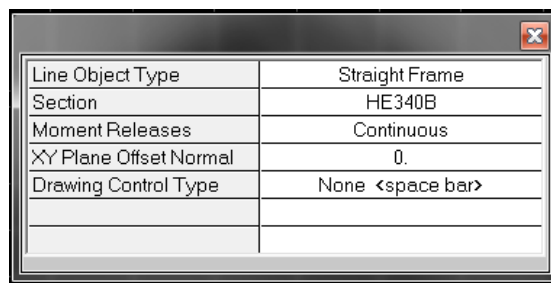 Line Object Type Straight Frame
Section HE340B
Moment Releases Continuous
XY Plane Offset Normal 0.
Drawing Control Type None <space bar>